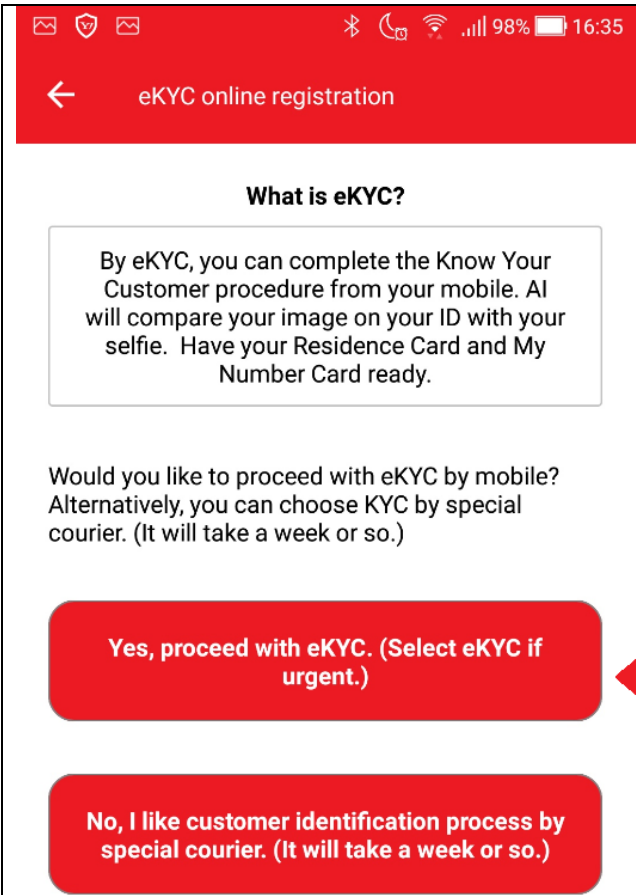 98% 16:35
eKYC online registration
What is eKYC?
By eKYC, you can complete the Know Your
Customer procedure from your mobile. AI
will compare your image on your ID with your
selfie.  Have your Residence Card and My
Number Card ready.
Would you like to proceed with eKYC by mobile?
Alternatively, you can choose KYC by special
courier. (It will take a week or so.)
Yes, proceed with eKYC. (Select eKYC if
urgent.)
No, I like customer identification process by
special courier. (It will take a week or so.)